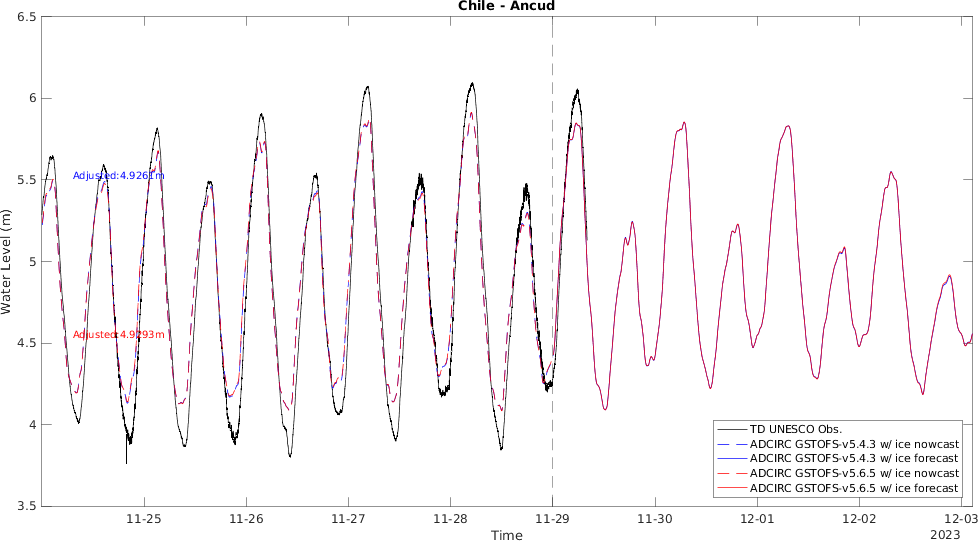 Chile - Ancud
6.5
6
5.5
5
4.5
4
3.5
Water Level (m)
Adjusted:4.9261m
Adjusted:4.9293m
TD UNESCO Obs.
ADCIRC GSTOFS-v5.4.3 w/ ice nowcast
ADCIRC GSTOFS-v5.4.3 w/ ice forecast
ADCIRC GSTOFS-v5.6.5 w/ ice nowcast
ADCIRC GSTOFS-v5.6.5 w/ ice forecast
11-25 11-26 11-27 11-28 11-29 11-30 12-01 12-02 12-03
Time
2023